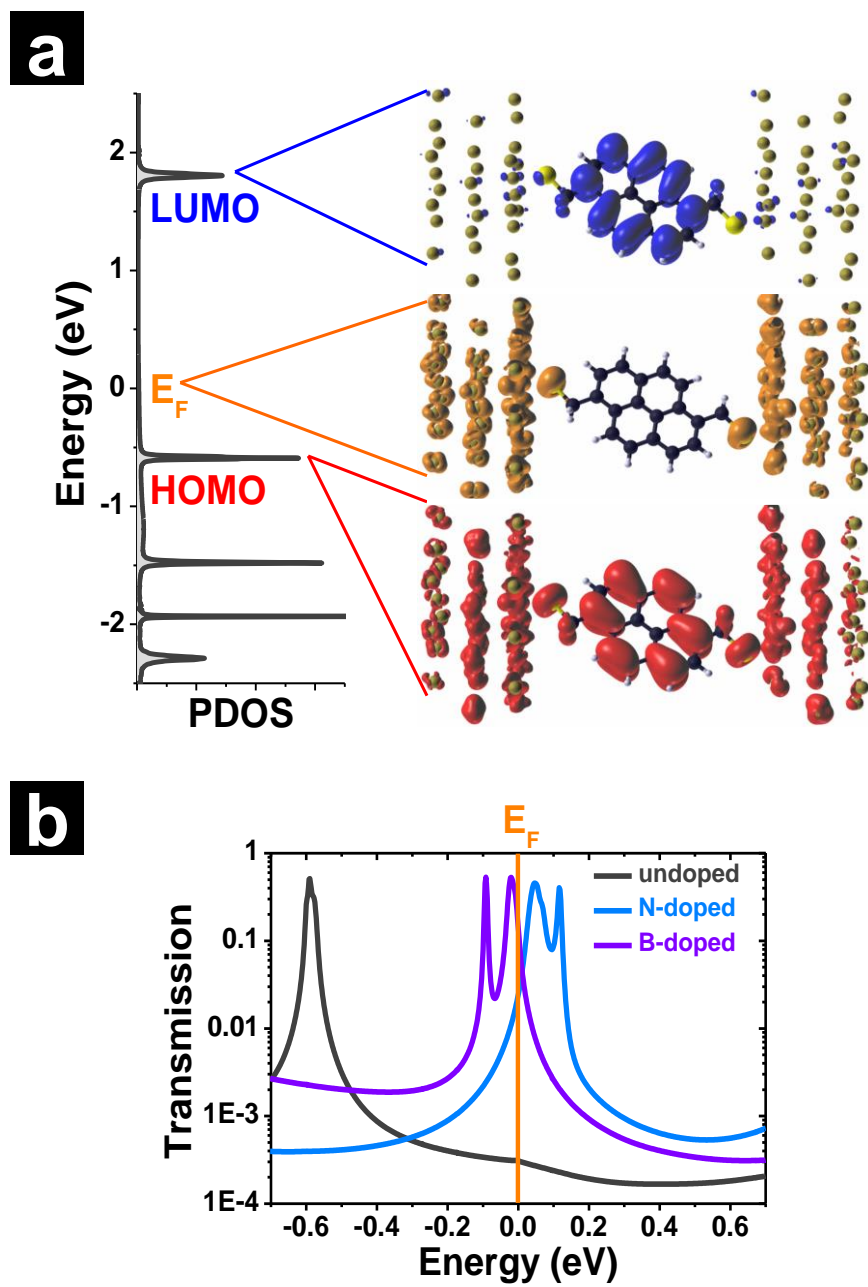 a
2
LUMO
1
Energy (eV)
0
E_F
HOMO
-1
-2
PDOS
b
E_F
1
undoped
N-doped
B-doped
0.1
Transmission
0.01
1E-3
1E-4
-0.6 -0.4 -0.2 0.0 0.2 0.4 0.6
Energy (eV)